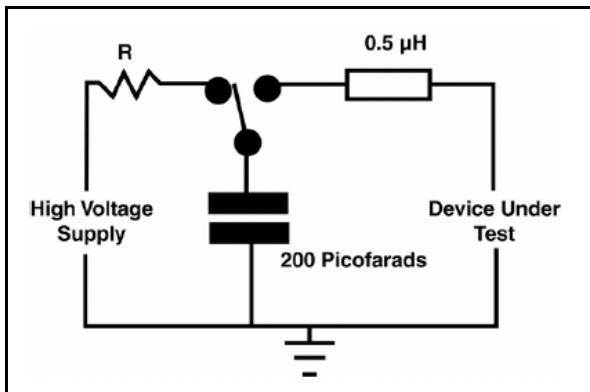 R
0.5 µH
High Voltage
Supply
Device Under
Test
200 Picofarads